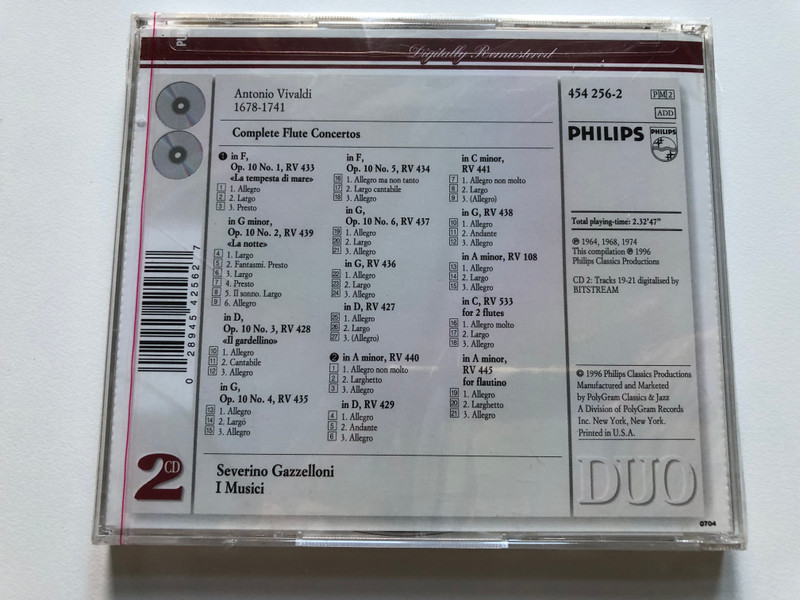 Digitally Remastered
Antonio Vivaldi
1678-1741
Complete Flute Concertos
1 in F,
Op. 10 No. 1, RV 433
«La tempesta di mare»
1 1. Allegro
2 2. Largo
3 3. Presto
in G minor,
Op. 10 No. 2, RV 439
«La notte»
4 1. Largo
5 2. Fantasmi. Presto
6 3. Largo
7 4. Presto
8 5. Il sonno. Largo
9 6. Allegro
in D,
Op. 10 No. 3, RV 428
«Il gardellino»
10 1. Allegro
11 2. Cantabile
12 3. Allegro
in G,
Op. 10 No. 4, RV 435
13 1. Allegro
14 2. Largo
15 3. Allegro
in F,
Op. 10 No. 5, RV 434
16 1. Allegro ma non tanto
17 2. Largo cantabile
18 3. Allegro
in G,
Op. 10 No. 6, RV 437
19 1. Allegro
20 2. Largo
21 3. Allegro
in G, RV 436
22 1. Allegro
23 2. Largo
24 3. Allegro
in D, RV 427
25 1. Allegro
26 2. Largo
27 3. (Allegro)
2 in A minor, RV 440
1 1. Allegro non molto
2 2. Larghetto
3 3. Allegro
in D, RV 429
4 1. Allegro
5 2. Andante
6 3. Allegro
in C minor,
RV 441
7 1. Allegro non molto
8 2. Largo
9 3. (Allegro)
in G, RV 438
10 1. Allegro
11 2. Andante
12 3. Allegro
in A minor, RV 108
13 1. Allegro
14 2. Largo
15 3. Allegro
in C, RV 533
for 2 flutes
16 1. Allegro molto
17 2. Largo
18 3. Allegro
in A minor,
RV 445
for flautino
19 1. Allegro
20 2. Larghetto
21 3. Allegro
Severino Gazzelloni
I Musici
454 256-2
PM2
ADD
PHILIPS
PHILIPS
Total playing-time: 2.32'47"
℗ 1964, 1968, 1974
This compilation ℗ 1996
Philips Classics Productions
CD 2: Tracks 19-21 digitalised by
BITSTREAM
© 1996 Philips Classics Productions
Manufactured and Marketed
by PolyGram Classics & Jazz
A Division of PolyGram Records
Inc. New York, New York.
Printed in U.S.A.
DUO
0704
0 28945 42562 7
2 CD